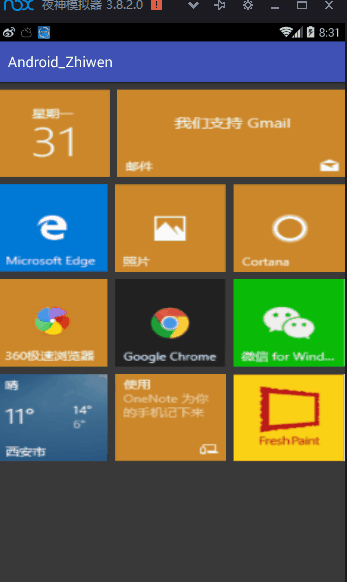 nox 夜神模拟器 3.8.2.0
8:31
Android_Zhiwen
星期一
31
我们支持 Gmail
邮件
Microsoft Edge
照片
Cortana
360极速浏览器
Google Chrome
微信 for Wind...
晴
11°
14°
6°
西安市
使用
OneNote 为你
的手机记下来
Fresh Paint